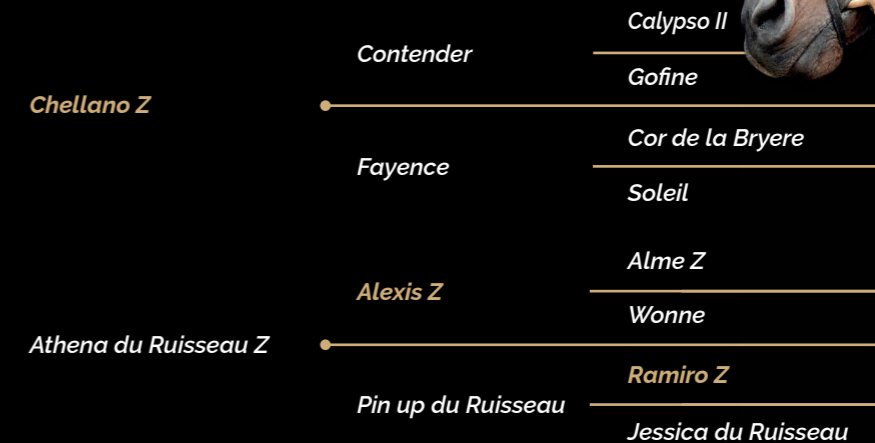 Calypso II
Contender
Gofine
Chellano Z
Cor de la Bryere
Fayence
Soleil
Alme Z
Alexis Z
Wonne
Athena du Ruisseau Z
Ramiro Z
Pin up du Ruisseau
Jessica du Ruisseau